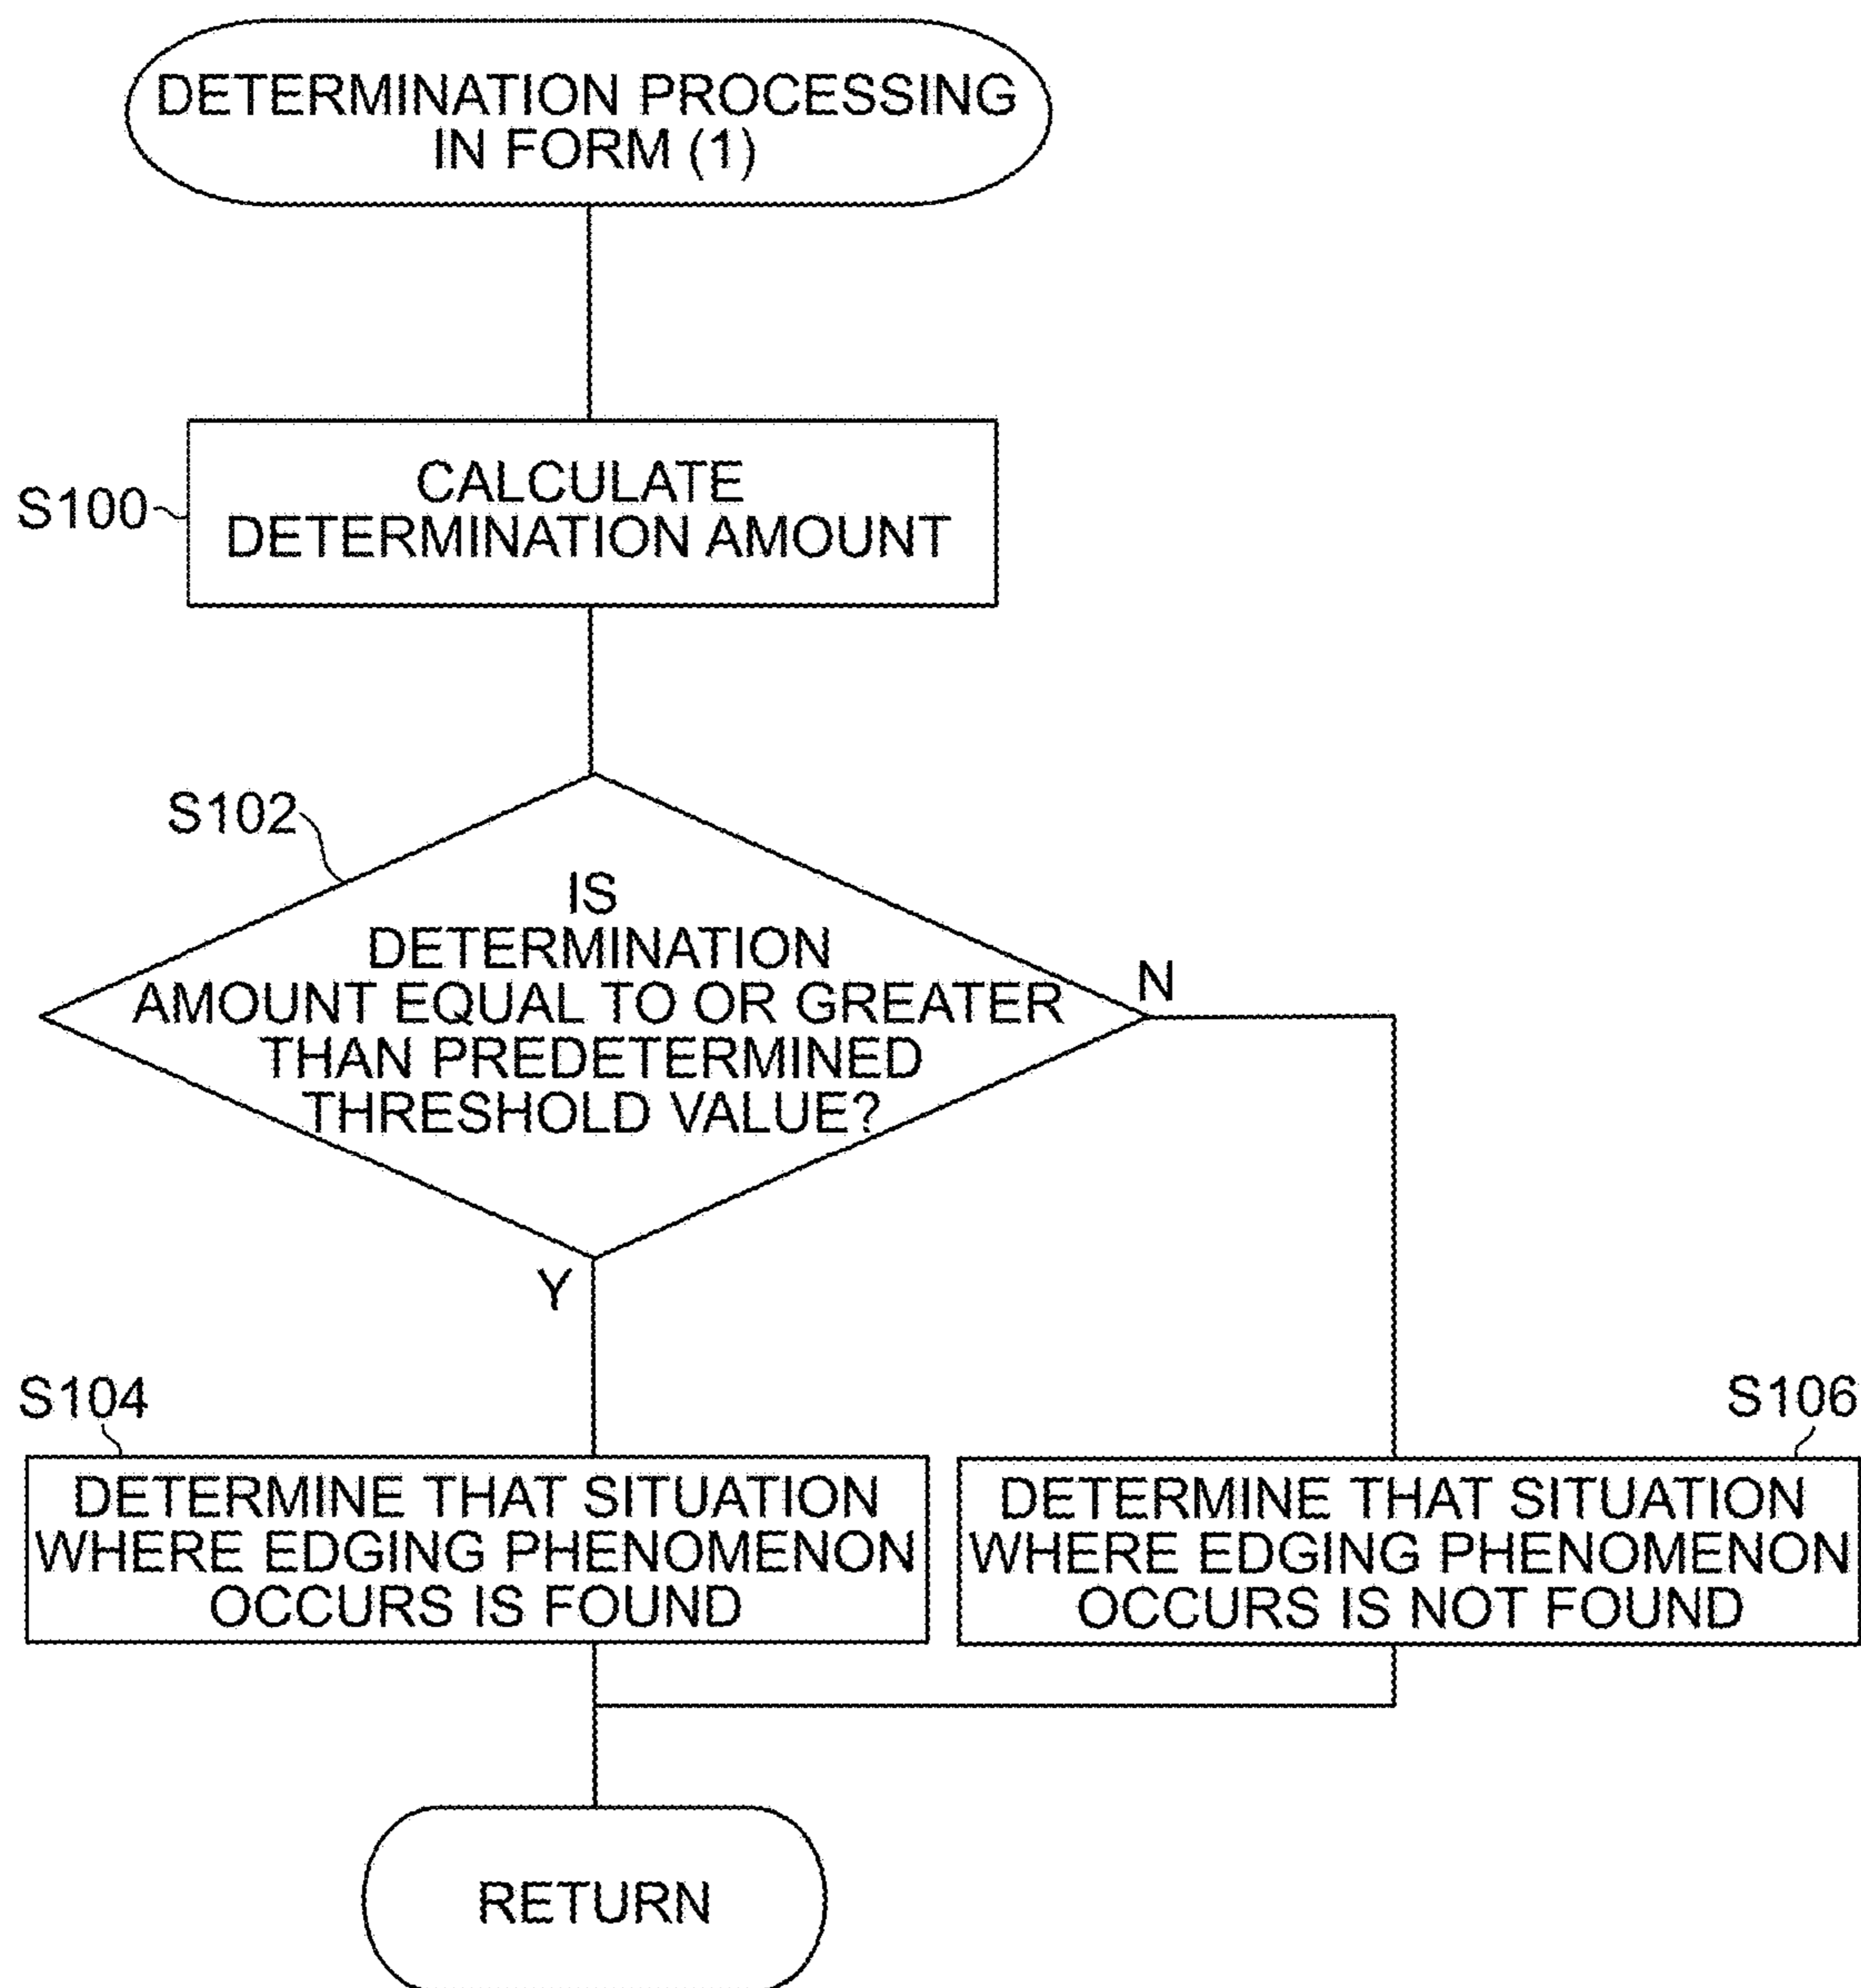 DETERMINATION PROCESSING
IN FORM (1)
S100
CALCULATE
DETERMINATION AMOUNT
S102
IS
DETERMINATION
AMOUNT EQUAL TO OR GREATER
THAN PREDETERMINED
THRESHOLD VALUE?
N
Y
S104
DETERMINE THAT SITUATION
WHERE EDGING PHENOMENON
OCCURS IS FOUND
S106
DETERMINE THAT SITUATION
WHERE EDGING PHENOMENON
OCCURS IS NOT FOUND
RETURN